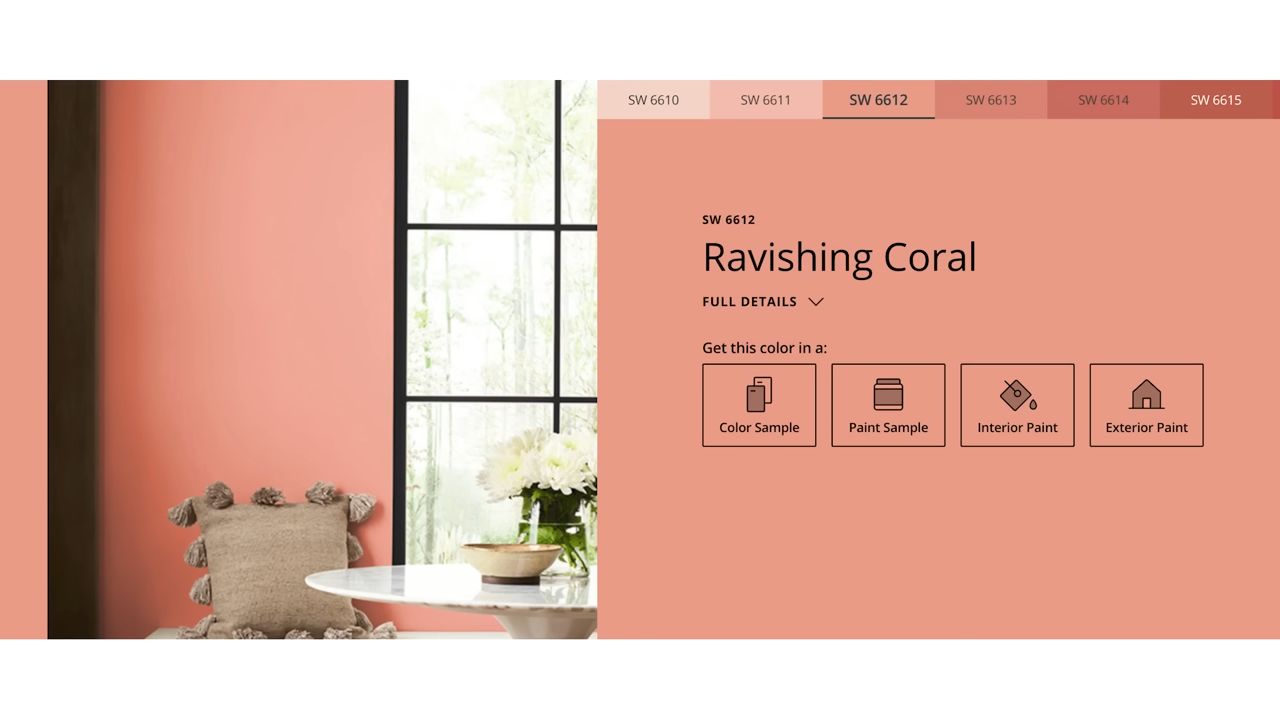 SW 6610 SW 6611 SW 6612 SW 6613 SW 6614 SW 6615
SW 6612
Ravishing Coral
FULL DETAILS
Get this color in a:
Color Sample Paint Sample Interior Paint Exterior Paint